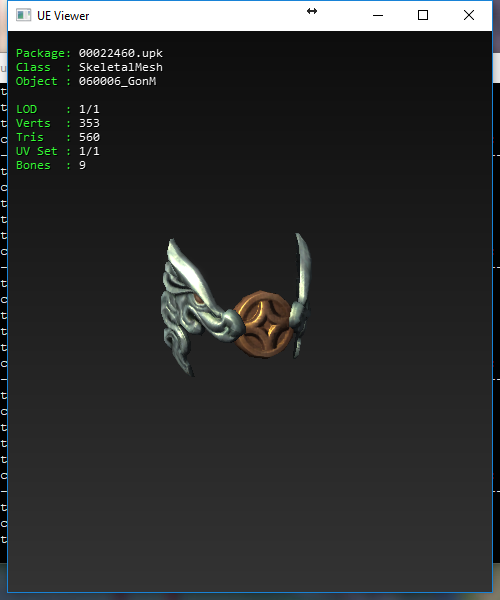 UE Viewer
Package: 00022460.upk
Class : SkeletalMesh
Object : 060006_GonM
LOD : 1/1
Verts : 353
Tris : 560
UV Set : 1/1
Bones : 9